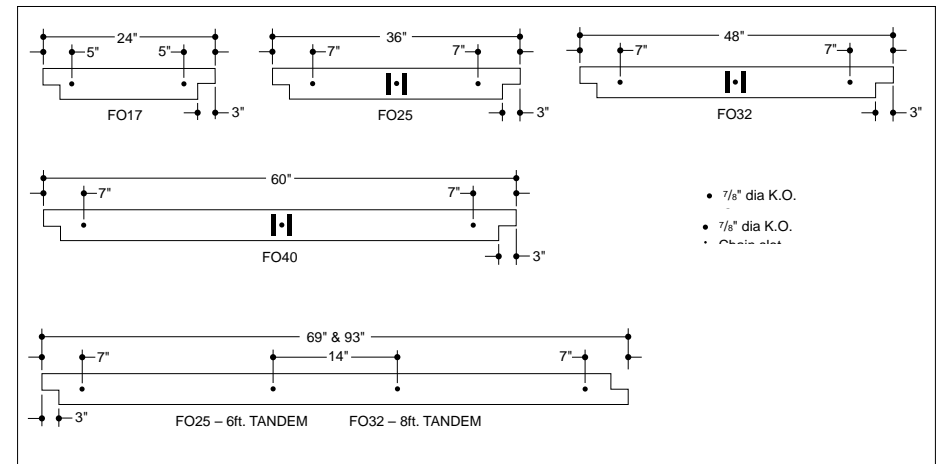 24" 36" 48"
5" 5" 7" 7" 7" 7"
FO17 3" FO25 3" FO32 3"
60"
7" 7"
FO40 3"
• 7/8" dia K.O.
• 7/8" dia K.O.
69" & 93"
7" 14" 7"
3" FO25 – 6ft. TANDEM FO32 – 8ft. TANDEM